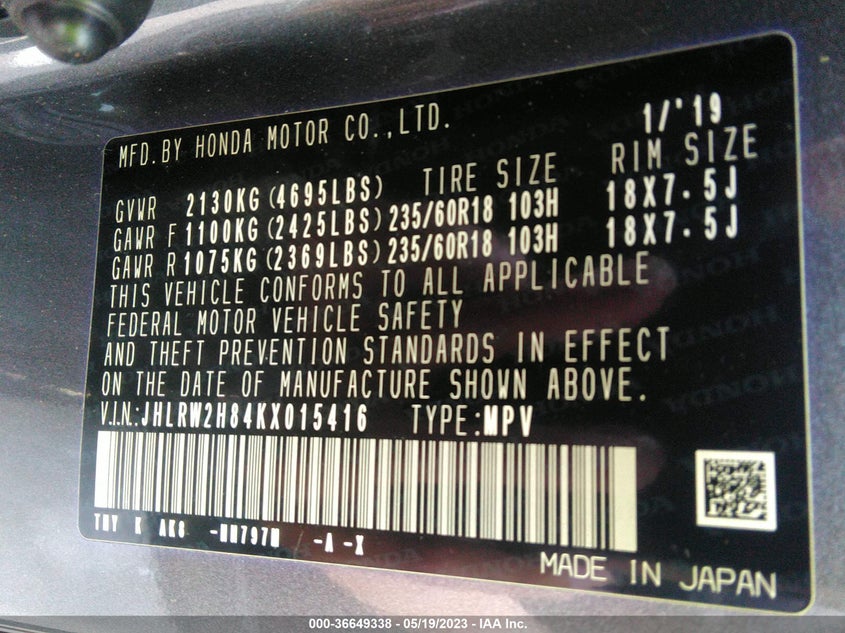 MFD. BY HONDA MOTOR CO., LTD. 1/'19
TIRE SIZE RIM SIZE
GVWR 2130KG (4695LBS)
GAWR F 1100KG (2425LBS) 235/60R18 103H 18X7.5J
GAWR R 1075KG (2369LBS) 235/60R18 103H 18X7.5J
THIS VEHICLE CONFORMS TO ALL APPLICABLE
FEDERAL MOTOR VEHICLE SAFETY
AND THEFT PREVENTION STANDARDS IN EFFECT
ON THE DATE OF MANUFACTURE SHOWN ABOVE.
V.I.N.:JHLRW2H84KX015416 TYPE:MPV
TNY K AK8 -NH797M -A -X
MADE IN JAPAN
000-36649338 - 05/19/2023 - IAA Inc.